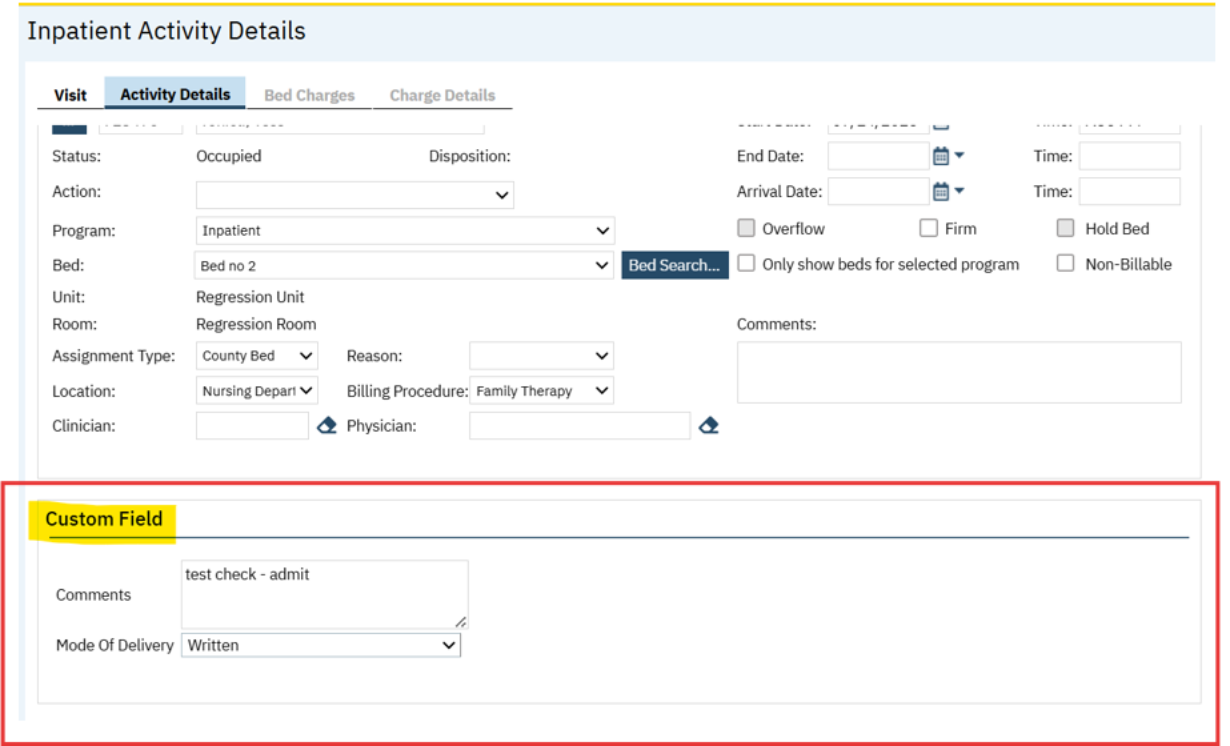 Inpatient Activity Details
Visit Activity Details Bed Charges Charge Details
Status: Occupied Disposition: End Date: Time:
Action: Arrival Date: Time:
Program: Inpatient Overflow Firm Hold Bed
Bed: Bed no 2 Bed Search... Only show beds for selected program Non-Billable
Unit: Regression Unit
Room: Regression Room Comments:
Assignment Type: County Bed Reason:
Location: Nursing Depart Billing Procedure: Family Therapy
Clinician: Physician:
Custom Field
test check - admit
Comments
Mode Of Delivery Written